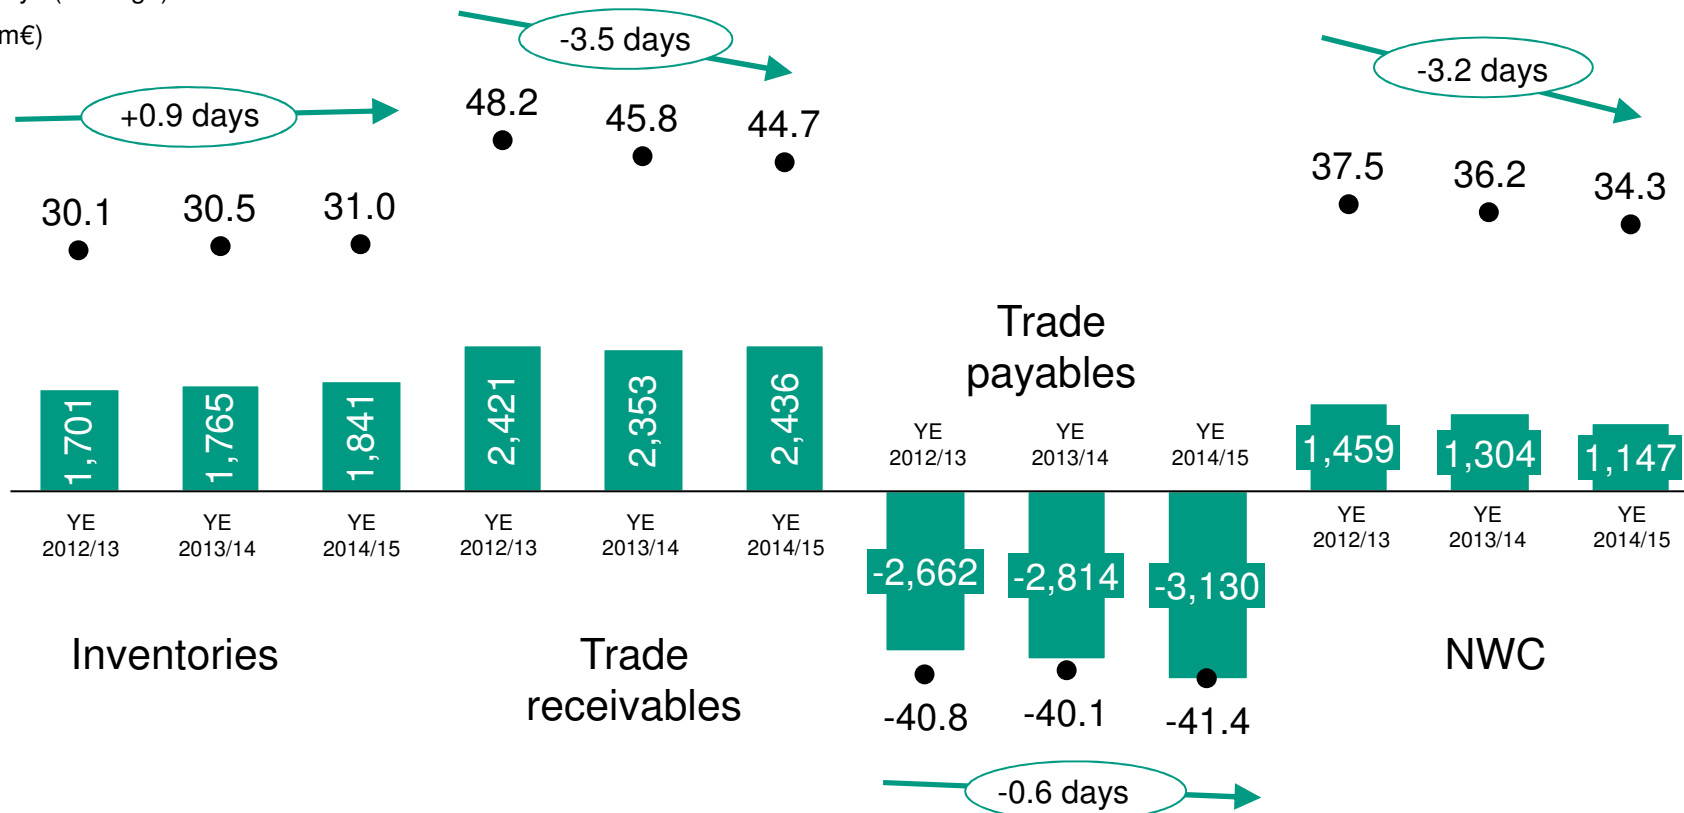 m€)
+0.9 days
30.1
30.5
31.0
1,701
1,765
1,841
YE
2012/13
YE
2013/14
YE
2014/15
Inventories
-3.5 days
48.2
45.8
44.7
2,421
2,353
2,436
YE
2012/13
YE
2013/14
YE
2014/15
Trade
receivables
Trade
payables
YE
2012/13
YE
2013/14
YE
2014/15
-2,662
-2,814
-3,130
-40.8
-40.1
-41.4
-0.6 days
-3.2 days
37.5
36.2
34.3
1,459
1,304
1,147
YE
2012/13
YE
2013/14
YE
2014/15
NWC